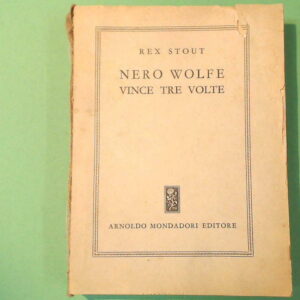 REX STOUT
NERO WOLFE
VINCE TRE VOLTE
ARNOLDO MONDADORI EDITORE